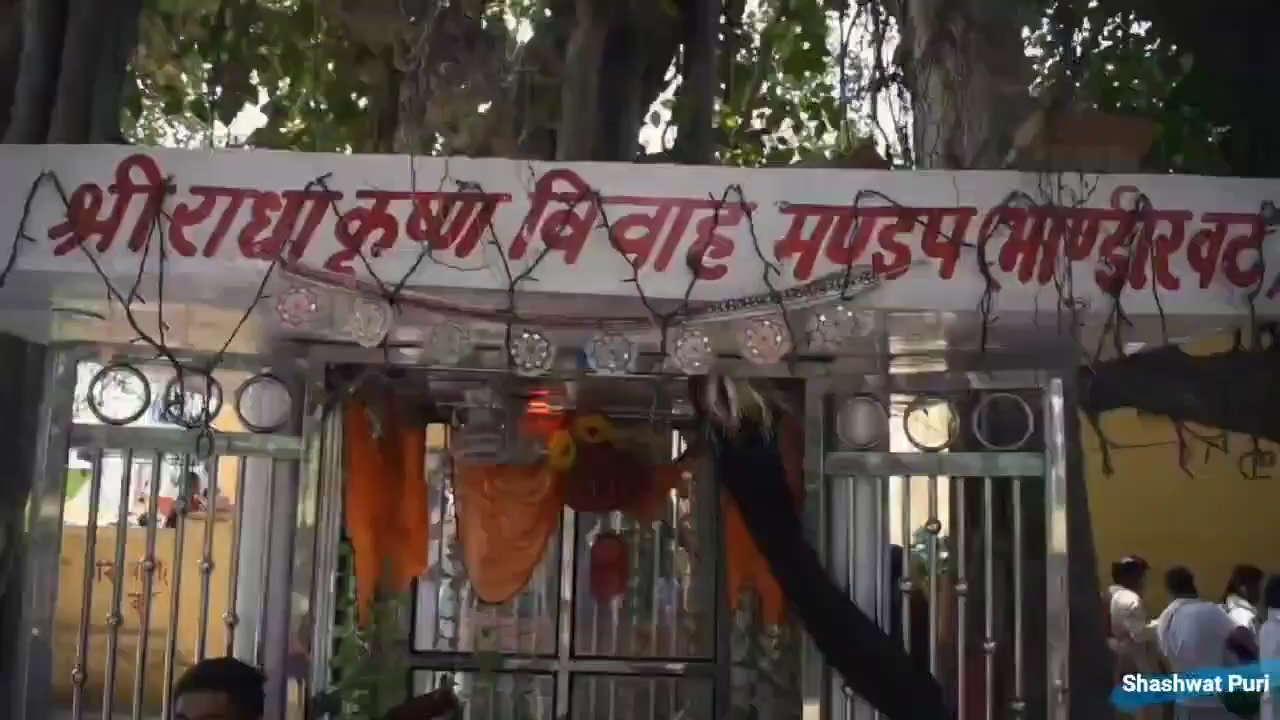 श्री राधा कृष्ण विवाह मण्डप (भाण्डीरवट)
Shashwat Puri